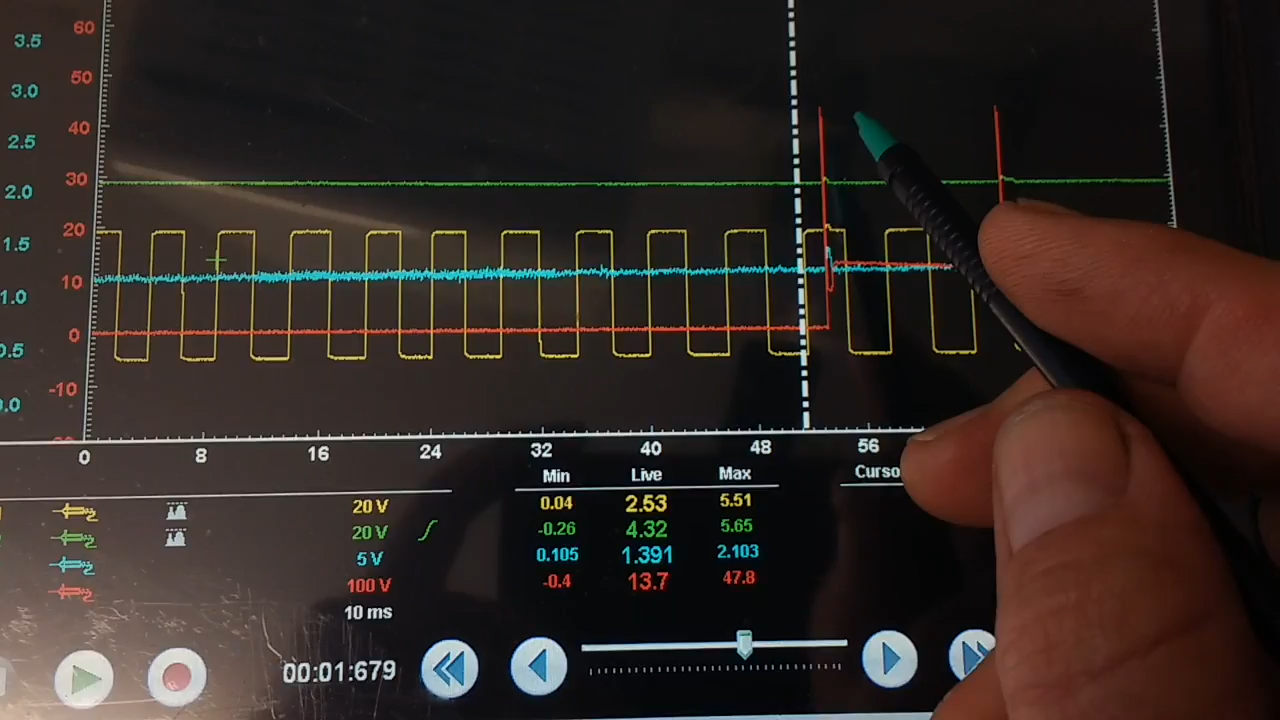 60
3.5
50
3.0
40
2.5
30
2.0
20
1.5
10
1.0
0
0.5
-10
0 8 16 24 32 40 48 56
Min Live Max
20 V 0.04 2.53 5.51
20 V -0.26 4.32 5.65
5 V 0.105 1.391 2.103
100 V -0.4 13.7 47.8
10 ms
00:01:679